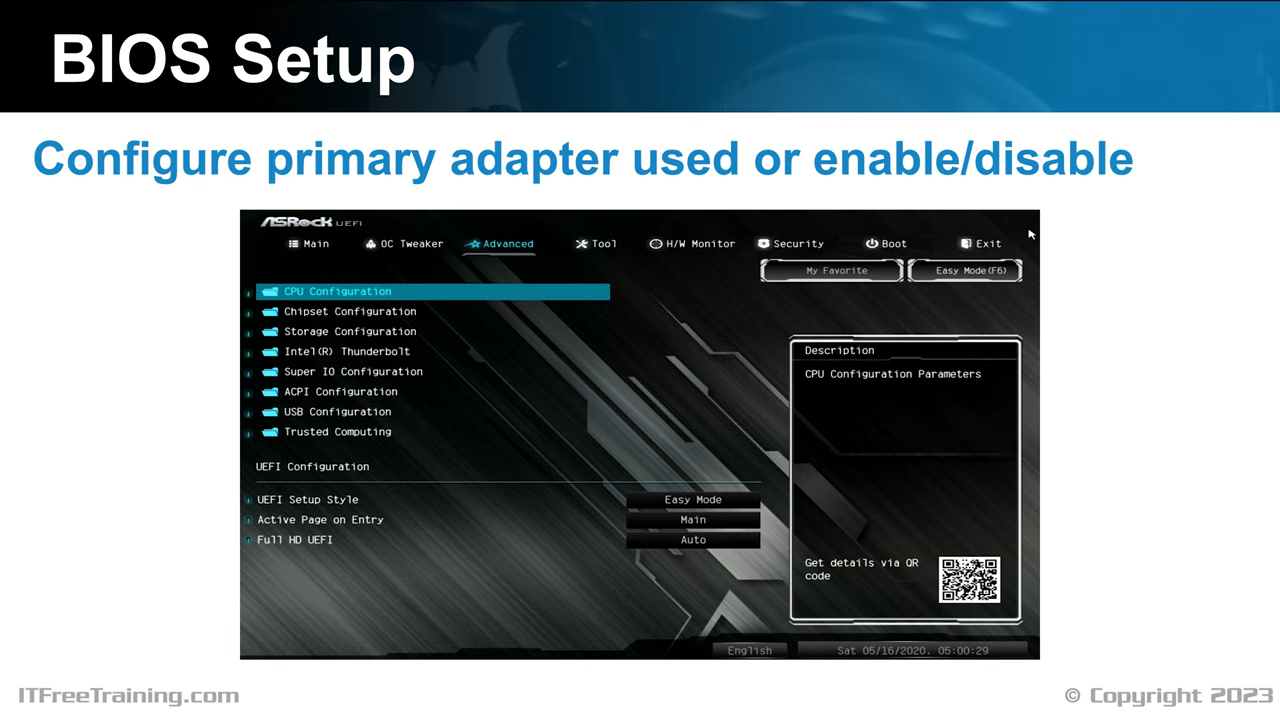 BIOS Setup
Configure primary adapter used or enable/disable
ASRock UEFI
Main OC Tweaker Advanced Tool H/W Monitor Security Boot Exit
My Favorite Easy Mode(F6)
CPU Configuration
Chipset Configuration
Storage Configuration
Intel(R) Thunderbolt
Super IO Configuration
ACPI Configuration
USB Configuration
Trusted Computing
UEFI Configuration
UEFI Setup Style Easy Mode
Active Page on Entry Main
Full HD UEFI Auto
Description
CPU Configuration Parameters
Get details via QR
code
English Sat 05/16/2020. 05:00:29
ITFreeTraining.com © Copyright 2023